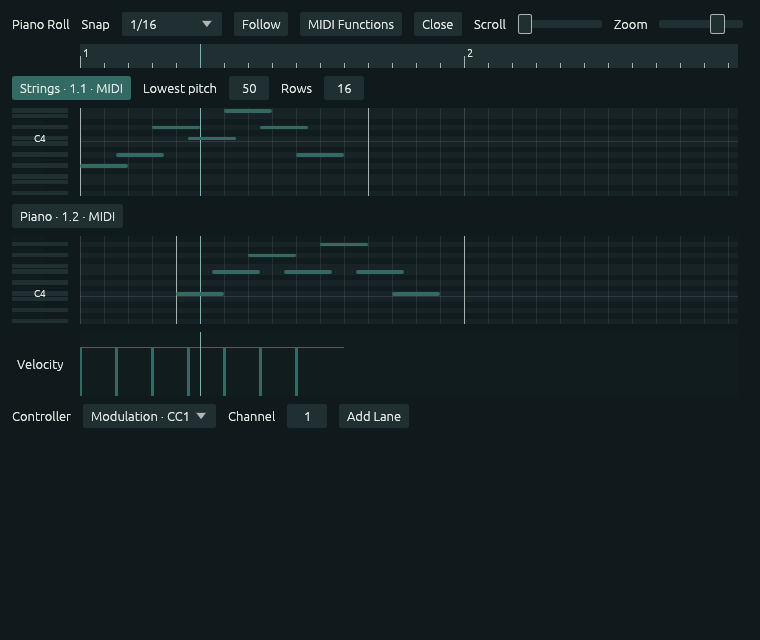 Piano Roll Snap 1/16 Follow MIDI Functions Close Scroll Zoom
1 2
Strings · 1.1 · MIDI Lowest pitch 50 Rows 16
C4
Piano · 1.2 · MIDI
C4
Velocity
Controller Modulation · CC1 Channel 1 Add Lane